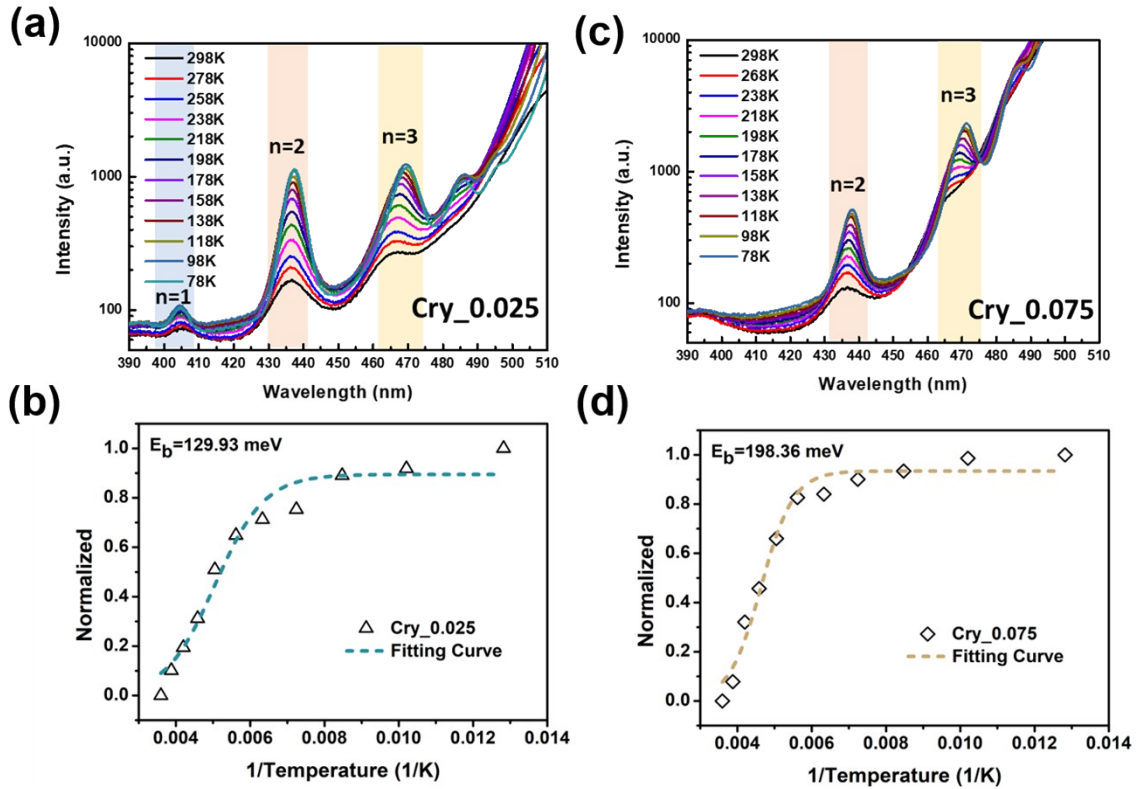 (a)
10000
1000
100
Intensity (a.u.)
298K
278K
258K
238K
218K
198K
178K
158K
138K
118K
98K
78K
n=1
n=2
n=3
Cry_0.025
390 400 410 420 430 440 450 460 470 480 490 500 510
Wavelength (nm)
(c)
10000
1000
100
Intensity (a.u.)
298K
268K
238K
218K
198K
178K
158K
138K
118K
98K
78K
n=2
n=3
Cry_0.075
390 400 410 420 430 440 450 460 470 480 490 500 510
Wavelength (nm)
(b)
E_b=129.93 meV
1.0
0.8
0.6
0.4
0.2
0.0
Normalized
Cry_0.025
Fitting Curve
0.004 0.006 0.008 0.010 0.012 0.014
1/Temperature (1/K)
(d)
E_b=198.36 meV
1.0
0.8
0.6
0.4
0.2
0.0
Normalized
Cry_0.075
Fitting Curve
0.004 0.006 0.008 0.010 0.012 0.014
1/Temperature (1/K)